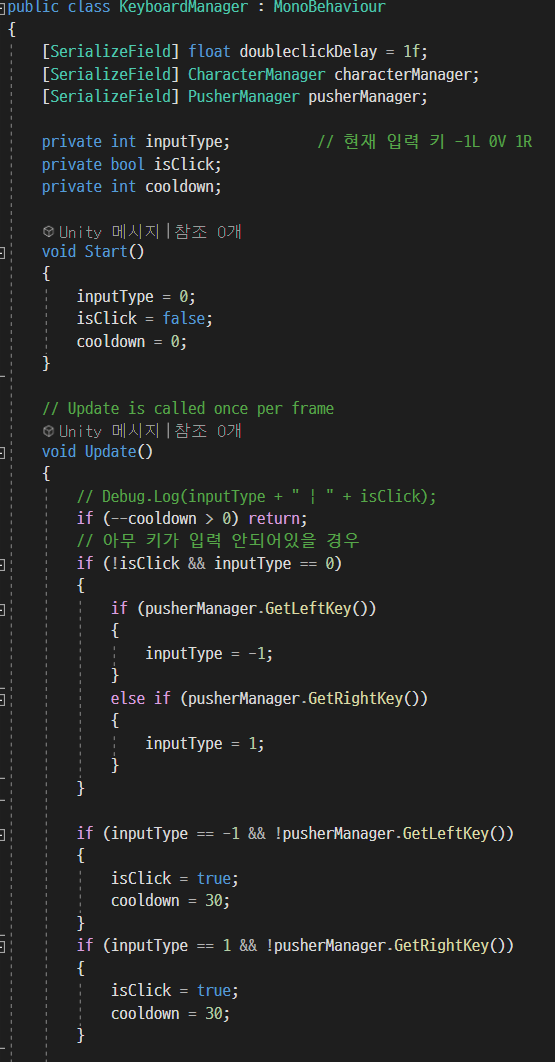 public class KeyboardManager : MonoBehaviour
{
[SerializeField] float doubleclickDelay = 1f;
[SerializeField] CharacterManager characterManager;
[SerializeField] PusherManager pusherManager;
private int inputType; // 현재 입력 키 -1L 0V 1R
private bool isClick;
private int cooldown;
Unity 메시지|참조 0개
void Start()
{
inputType = 0;
isClick = false;
cooldown = 0;
}
// Update is called once per frame
Unity 메시지|참조 0개
void Update()
{
// Debug.Log(inputType + " ¦ " + isClick);
if (--cooldown > 0) return;
// 아무 키가 입력 안되어있을 경우
if (!isClick && inputType == 0)
{
if (pusherManager.GetLeftKey())
{
inputType = -1;
}
else if (pusherManager.GetRightKey())
{
inputType = 1;
}
}
if (inputType == -1 && !pusherManager.GetLeftKey())
{
isClick = true;
cooldown = 30;
}
if (inputType == 1 && !pusherManager.GetRightKey())
{
isClick = true;
cooldown = 30;
}